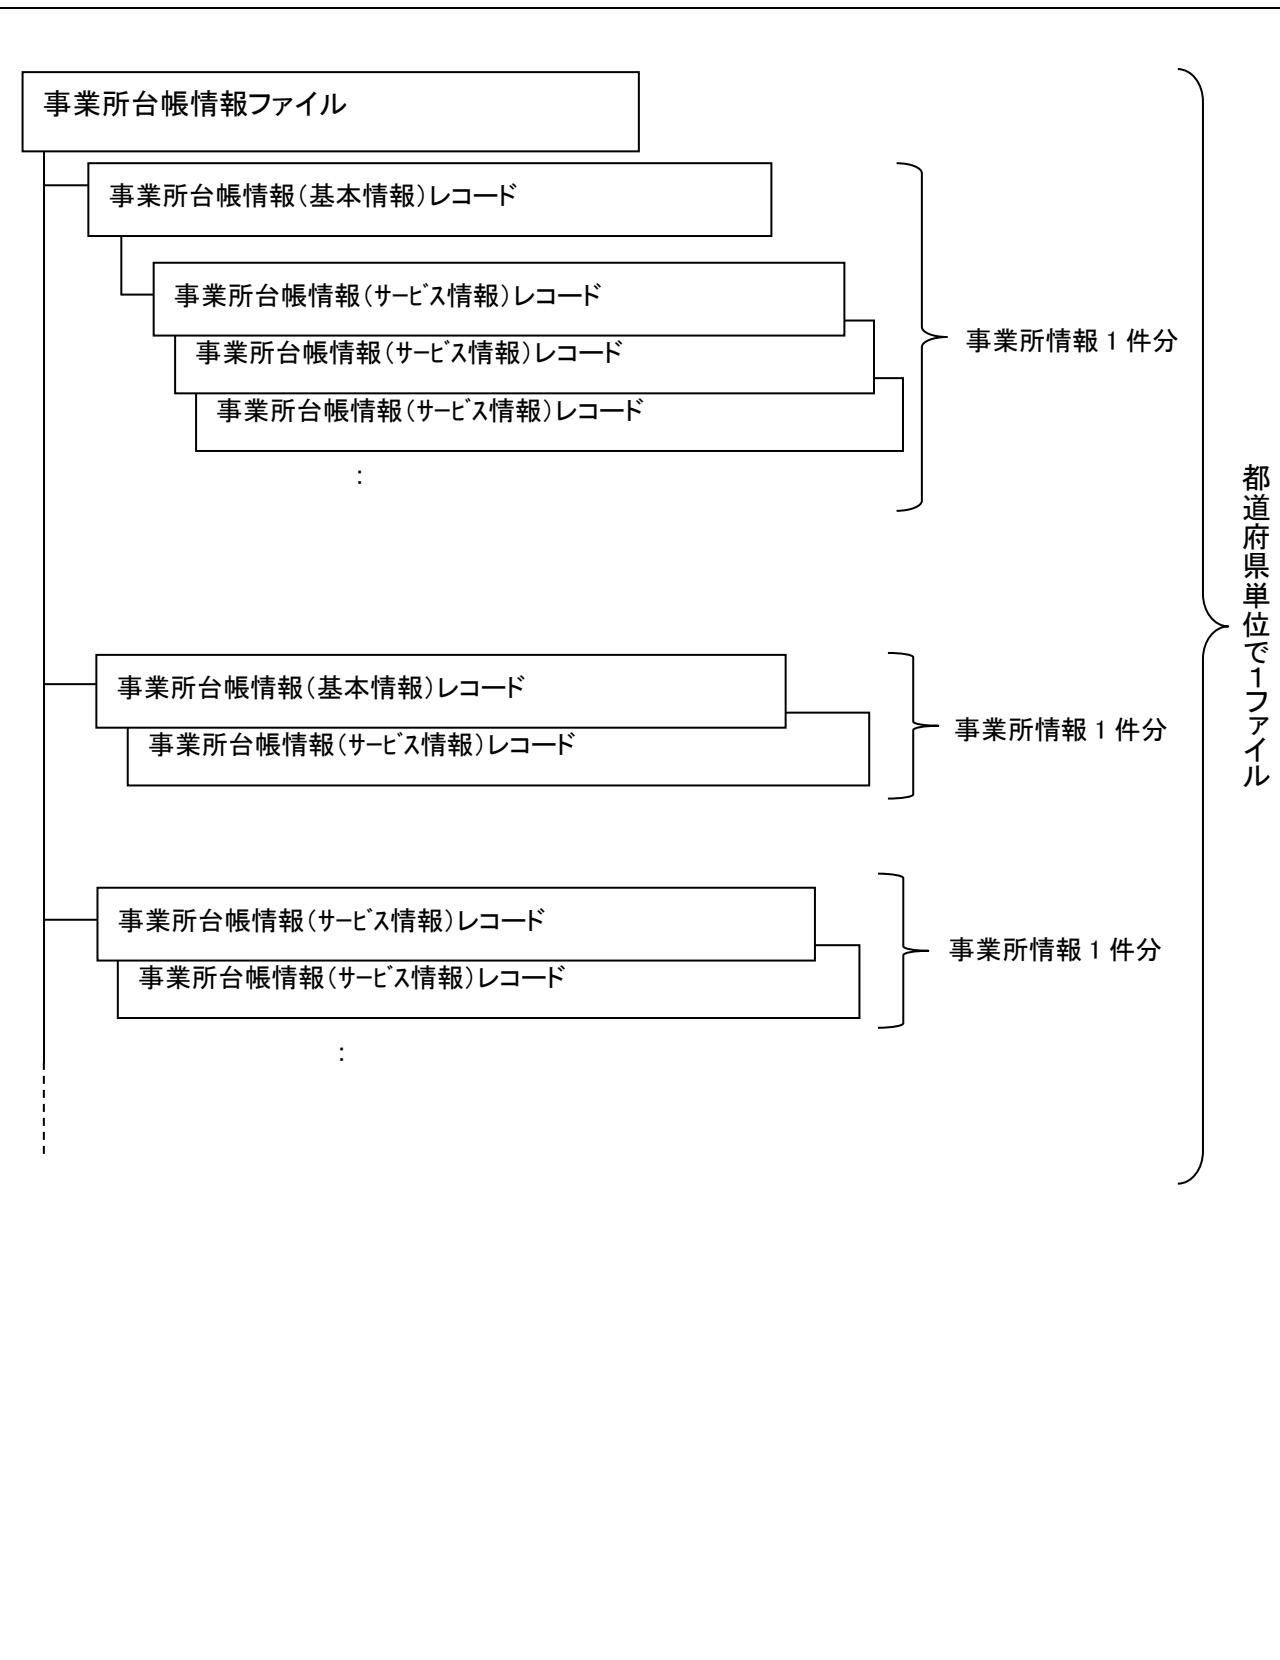 事業所台帳情報ファイル
事業所台帳情報（基本情報）レコード
事業所台帳情報（ｻｰﾋﾞｽ情報）レコード
事業所台帳情報（ｻｰﾋﾞｽ情報）レコード
事業所台帳情報（ｻｰﾋﾞｽ情報）レコード
：
事業所情報 1 件分
事業所台帳情報（基本情報）レコード
事業所台帳情報（ｻｰﾋﾞｽ情報）レコード
事業所情報 1 件分
事業所台帳情報（ｻｰﾋﾞｽ情報）レコード
事業所台帳情報（ｻｰﾋﾞｽ情報）レコード
：
事業所情報 1 件分
都道府県単位で１ファイル